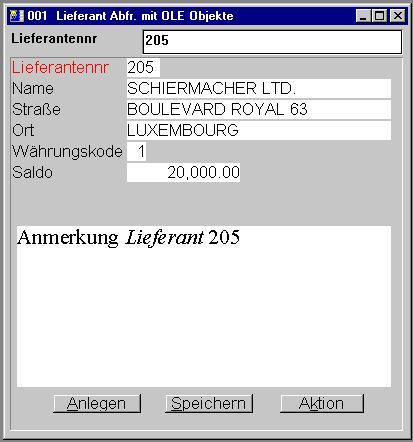 001 Lieferant Abfr. mit OLE Objekte
Lieferantennr 205
Lieferantennr 205
Name SCHIERMACHER LTD.
Straße BOULEVARD ROYAL 63
Ort LUXEMBOURG
Währungskode 1
Saldo 20,000.00
Anmerkung Lieferant 205
Anlegen Speichern Aktion